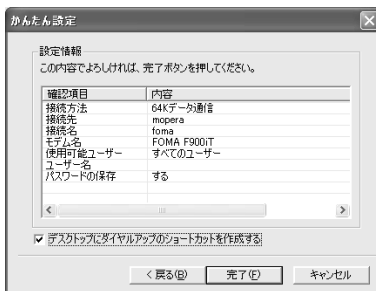 かんたん設定
設定情報
この内容でよろしければ、完了ボタンを押してください。
確認項目 内容
接続方法 64Kデータ通信
接続先 mopera
接続名 foma
モデム名 FOMA F900iT
使用可能ユーザー すべてのユーザー
ユーザー名
パスワードの保存 する
デスクトップにダイヤルアップのショートカットを作成する
< 戻る(B) 完了(F) キャンセル